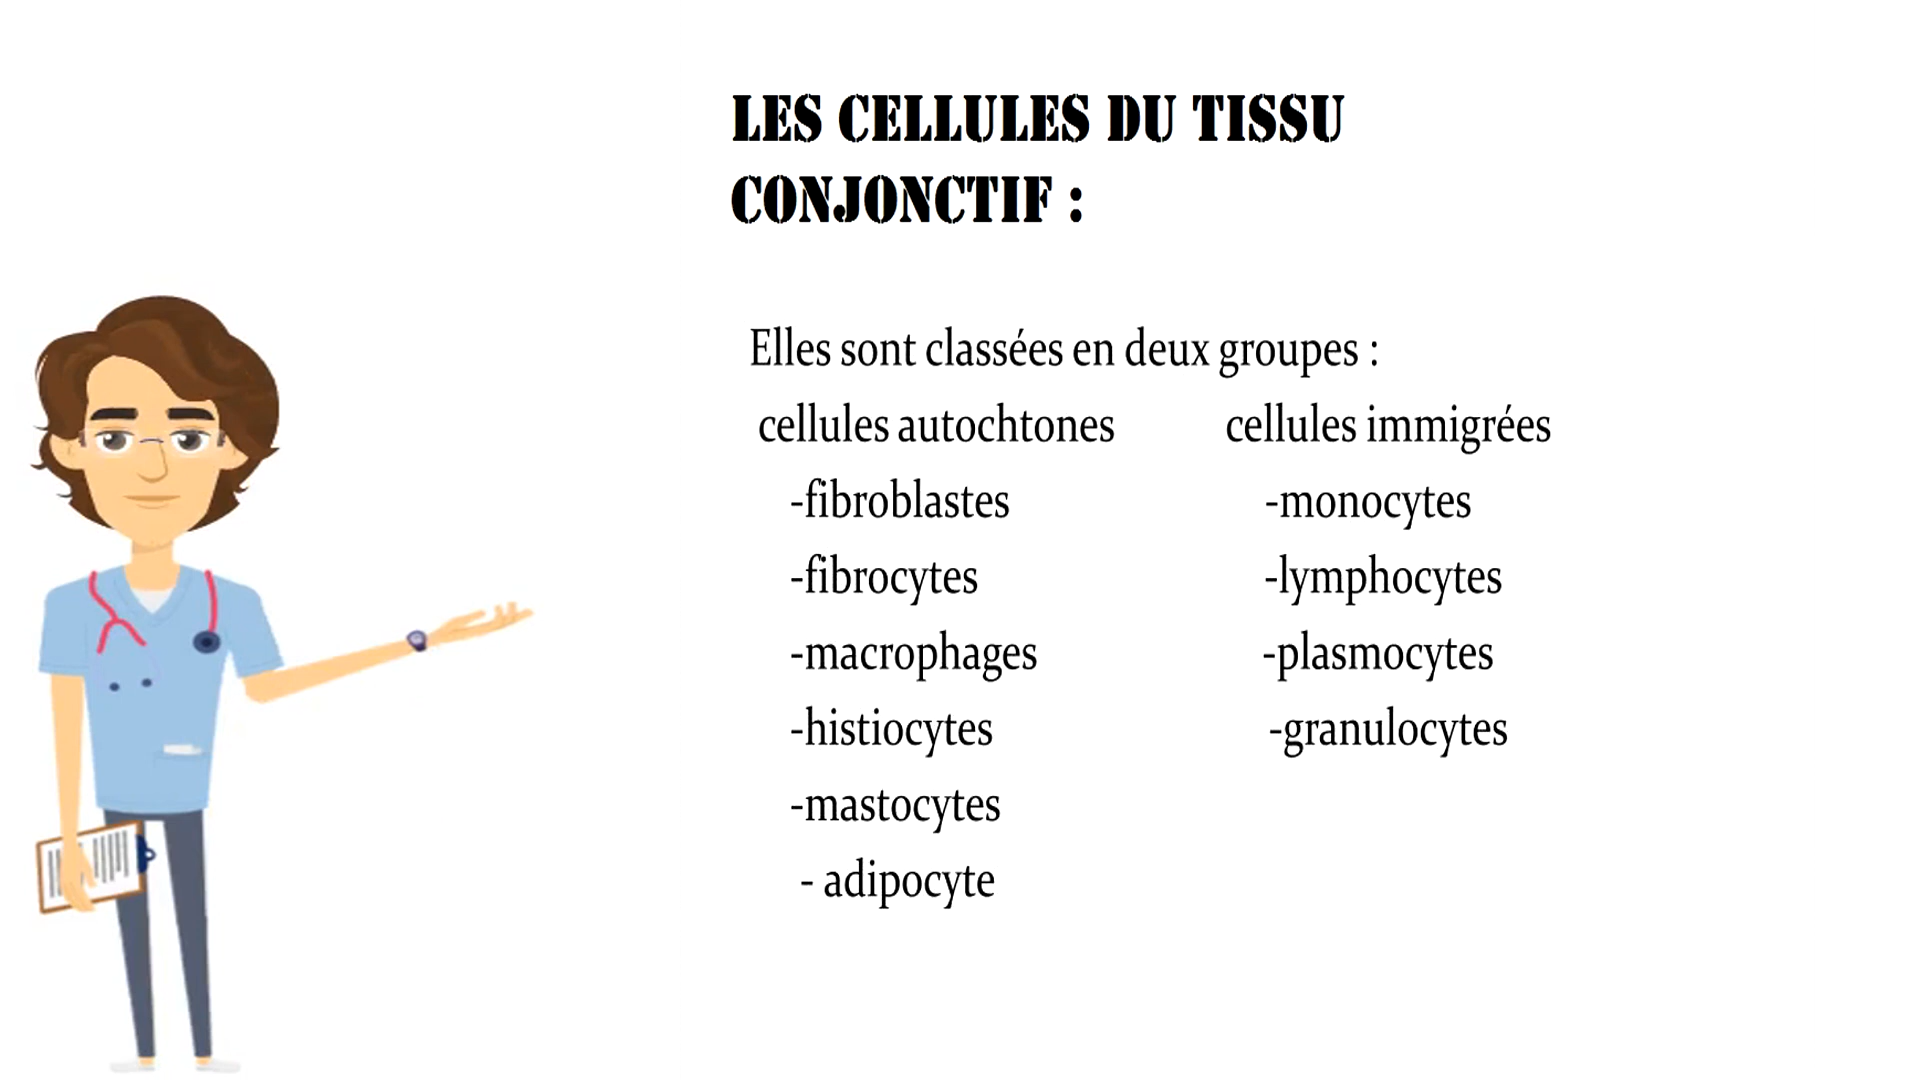 LES CELLULES DU TISSU
CONJONCTIF :
Elles sont classées en deux groupes :
cellules autochtones cellules immigrées
-fibroblastes -monocytes
-fibrocytes -lymphocytes
-macrophages -plasmocytes
-histiocytes -granulocytes
-mastocytes
- adipocyte